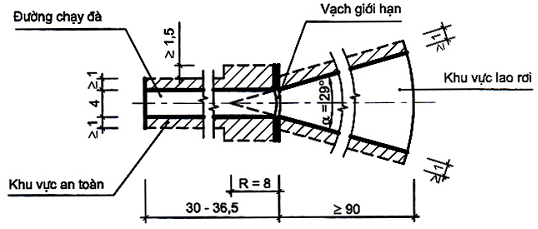 Đường chạy đà
≥ 1,5
Vạch giới hạn
≥ 1
Khu vực lao rơi
≥ 1
4
≥ 1
α = 29°
≥ 1
Khu vực an toàn
R = 8
30 - 36,5
≥ 90